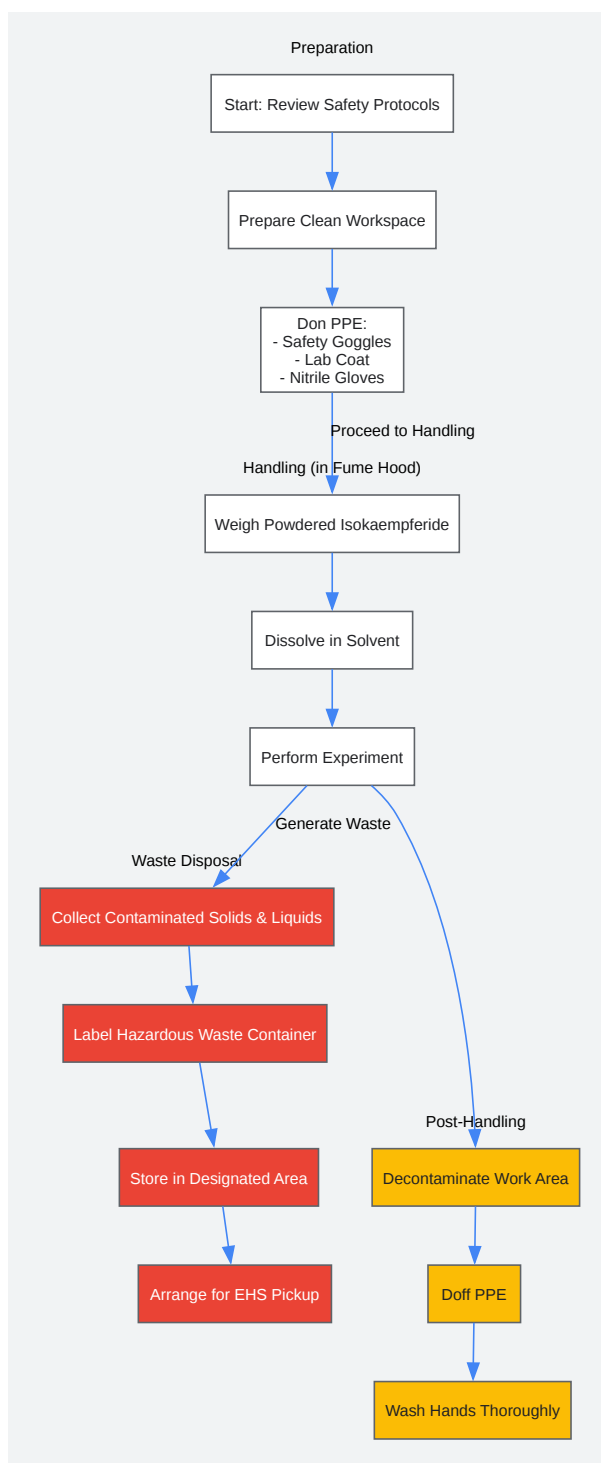 Preparation
Start: Review Safety Protocols
Prepare Clean Workspace
Don PPE:
- Safety Goggles
- Lab Coat
- Nitrile Gloves
Proceed to Handling
Handling (in Fume Hood)
Weigh Powdered Isokaempferide
Dissolve in Solvent
Perform Experiment
Generate Waste
Waste Disposal
Collect Contaminated Solids & Liquids
Label Hazardous Waste Container
Store in Designated Area
Arrange for EHS Pickup
Post-Handling
Decontaminate Work Area
Doff PPE
Wash Hands Thoroughly